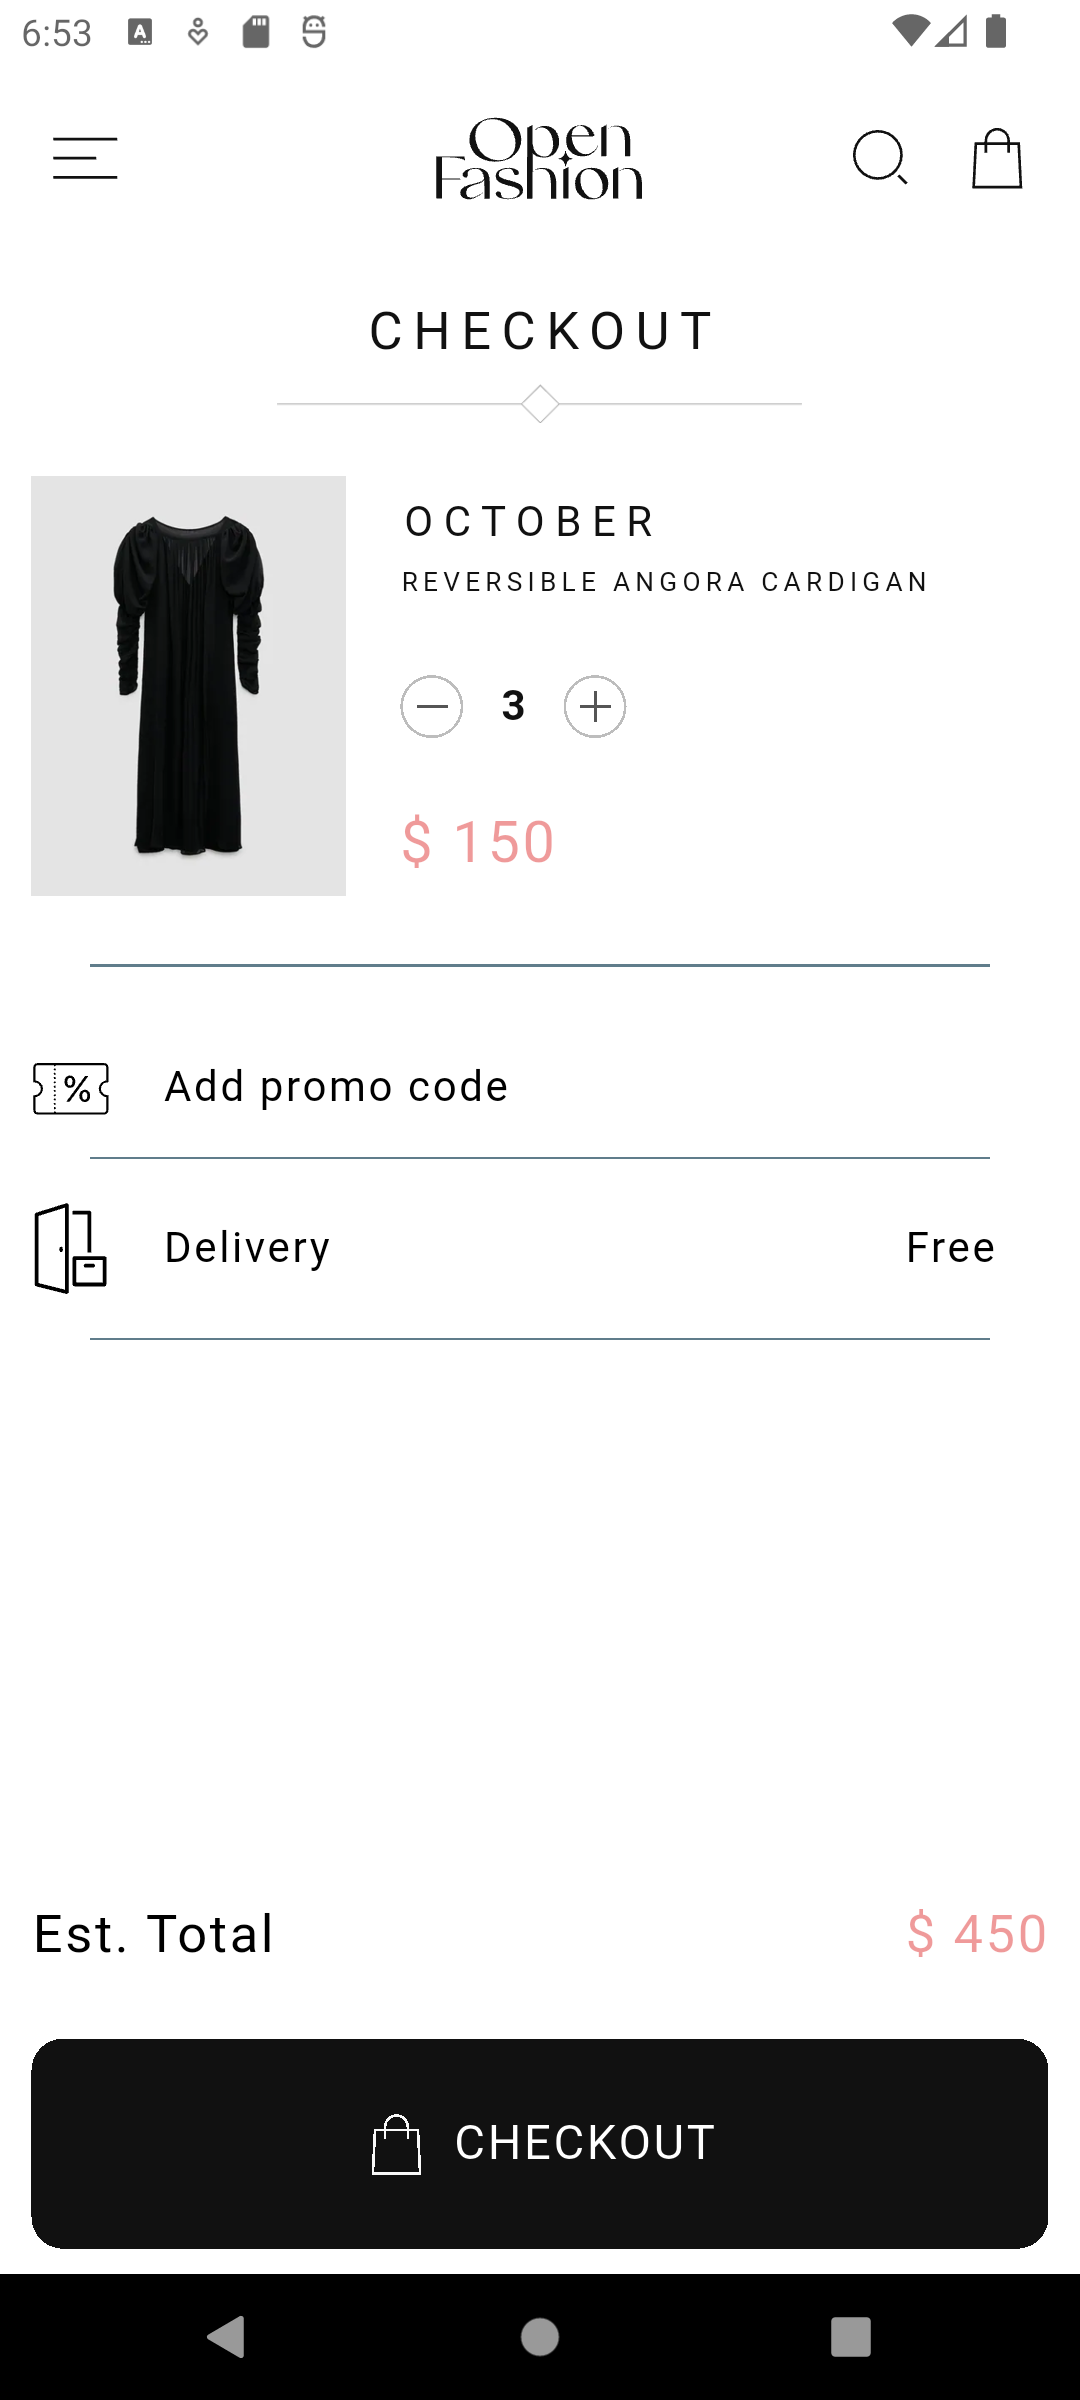 6:53
Open
Fashion
CHECKOUT
OCTOBER
REVERSIBLE ANGORA CARDIGAN
3
$ 150
%
Add promo code
Delivery Free
Est. Total $ 450
CHECKOUT